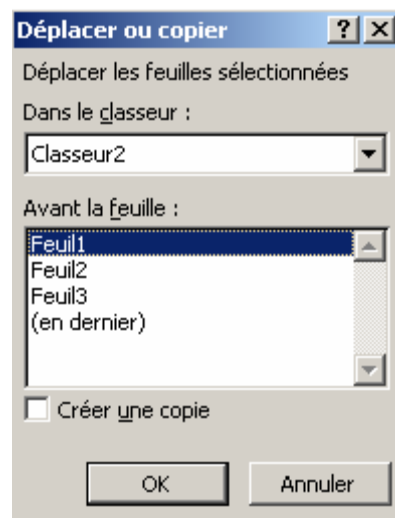 Déplacer ou copier
Déplacer les feuilles sélectionnées
Dans le classeur :
Classeur2
Avant la feuille :
Feuil1
Feuil2
Feuil3
(en dernier)
Créer une copie
OK Annuler